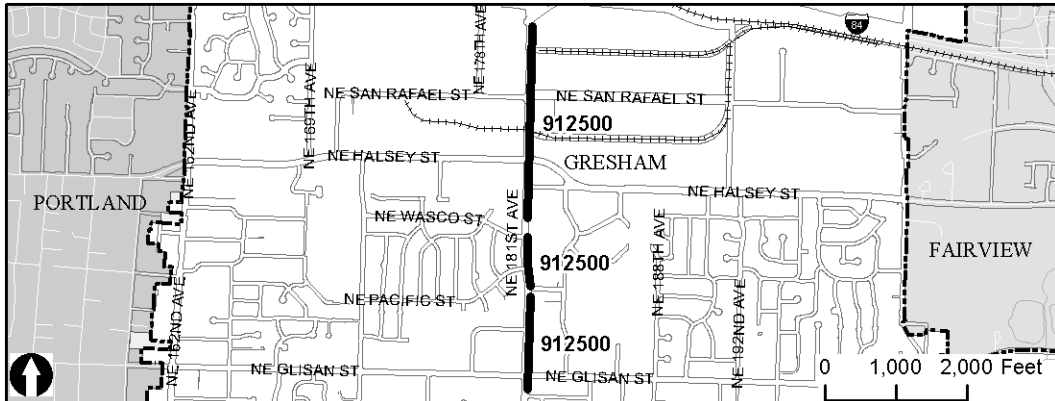 84
NE 178TH AVE
NE 169TH AVE
NE 162ND AVE
NE SAN RAFAEL ST
NE SAN RAFAEL ST
912500
NE HALSEY ST
GRESHAM
NE HALSEY ST
PORTLAND
NE WASCO ST
NE 181ST AVE
NE 188TH AVE
FAIRVIEW
912500
NE 162ND AVE
NE PACIFIC ST
NE 192ND AVE
912500
NE GLISAN ST
NE GLISAN ST
0 1,000 2,000 Feet